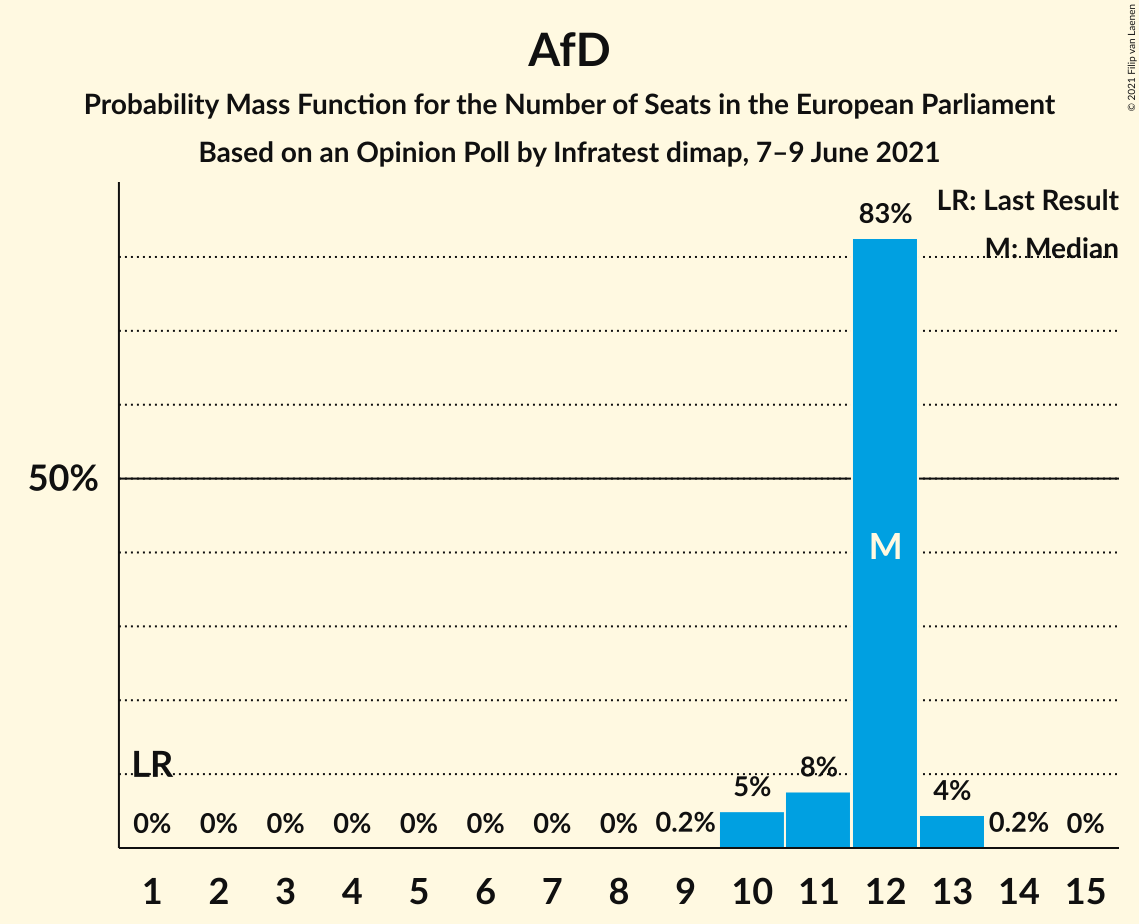 AfD
Probability Mass Function for the Number of Seats in the European Parliament
Based on an Opinion Poll by Infratest dimap, 7–9 June 2021
© 2021 Filip van Laenen
LR: Last Result
M: Median
83%
50%
M
LR
0% 0% 0% 0% 0% 0% 0% 0% 0.2% 5% 8% 4% 0.2% 0%
1 2 3 4 5 6 7 8 9 10 11 12 13 14 15